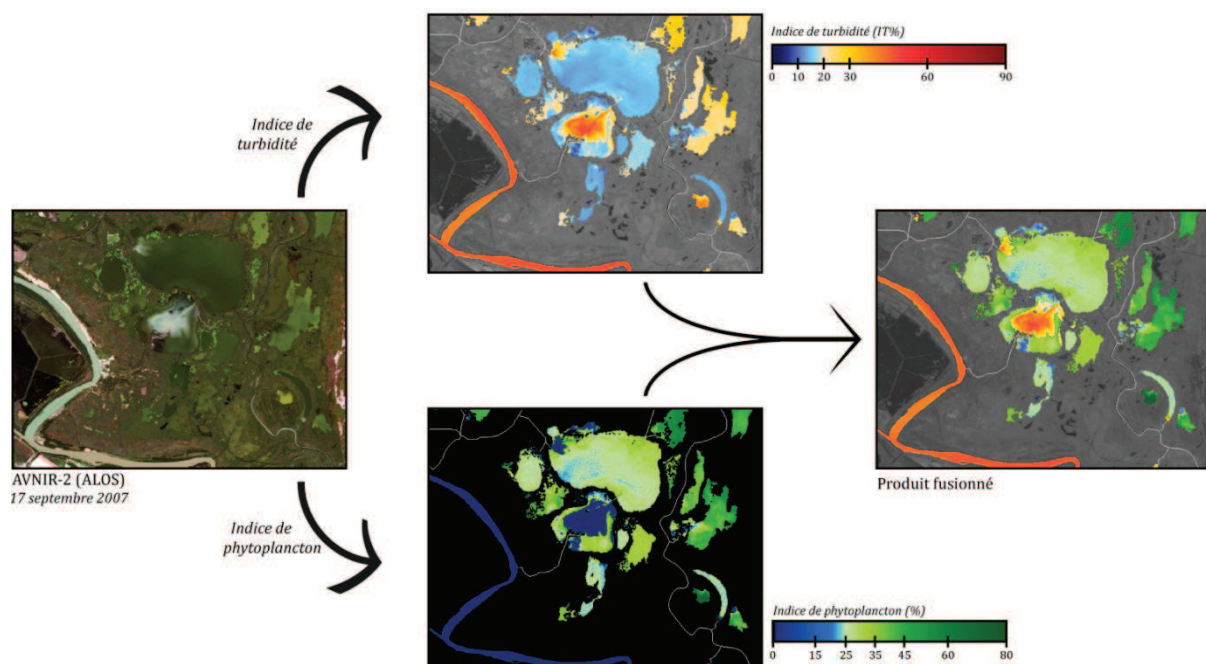 Indice de turbidité (IT%)
0 10 20 30 60 90
Indice de
turbidité
AVNIR-2 (ALOS)
17 septembre 2007
Produit fusionné
Indice de
phytoplancton
Indice de phytoplancton (%)
0 15 25 35 45 60 80